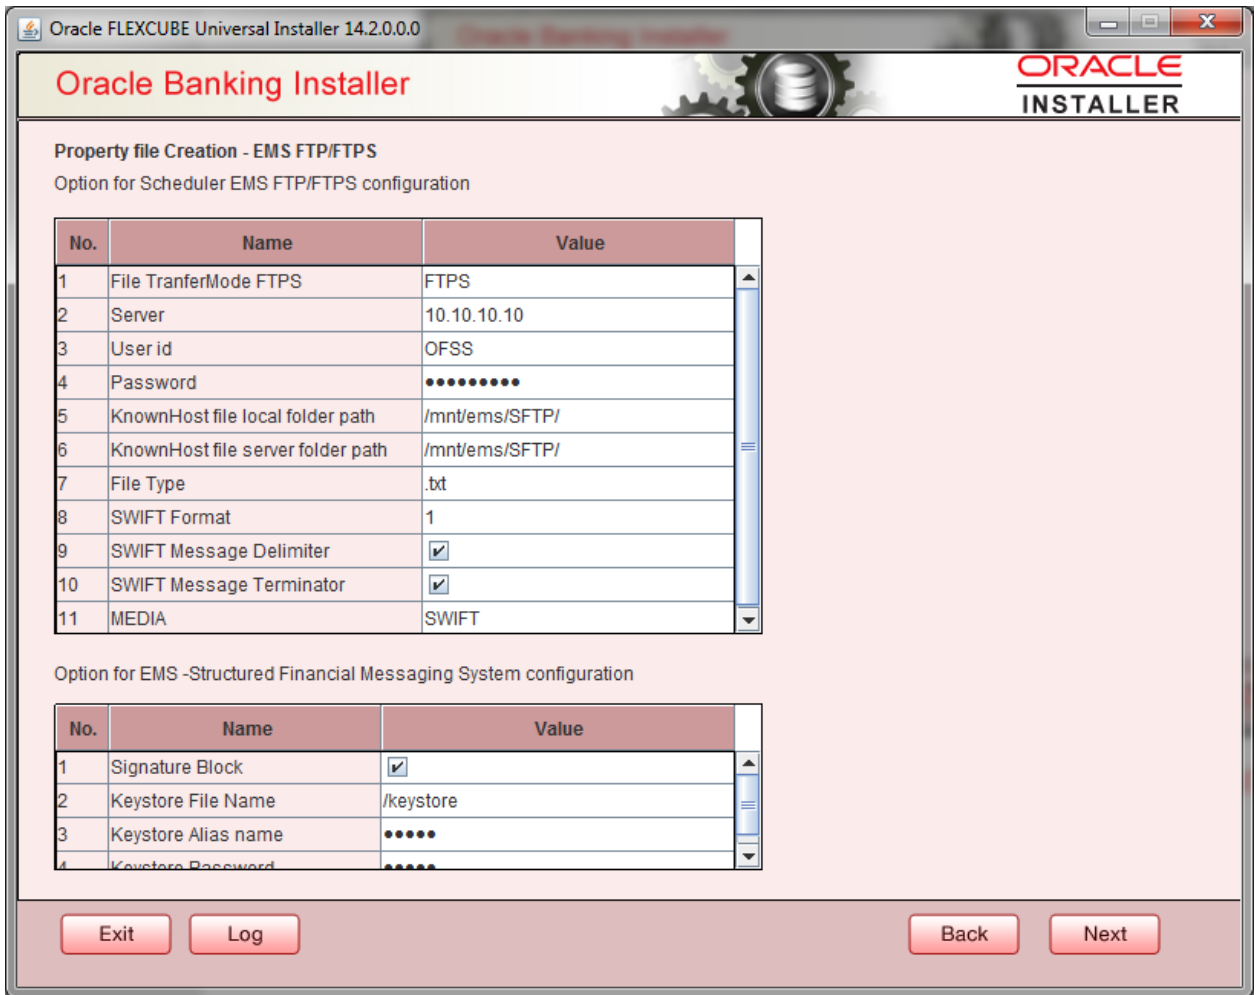 Oracle FLEXCUBE Universal Installer 14.2.0.0.0
Oracle Banking Installer
ORACLE
INSTALLER
Property file Creation - EMS FTP/FTPS
Option for Scheduler EMS FTP/FTPS configuration
No. Name Value
1 File TranferMode FTPS FTPS
2 Server 10.10.10.10
3 User id OFSS
4 Password •••••••••
5 KnownHost file local folder path /mnt/ems/SFTP/
6 KnownHost file server folder path /mnt/ems/SFTP/
7 File Type .txt
8 SWIFT Format 1
9 SWIFT Message Delimiter
10 SWIFT Message Terminator
11 MEDIA SWIFT
Option for EMS -Structured Financial Messaging System configuration
No. Name Value
1 Signature Block
2 Keystore File Name /keystore
3 Keystore Alias name •••••
4 Keystore Password •••••
Exit Log Back Next